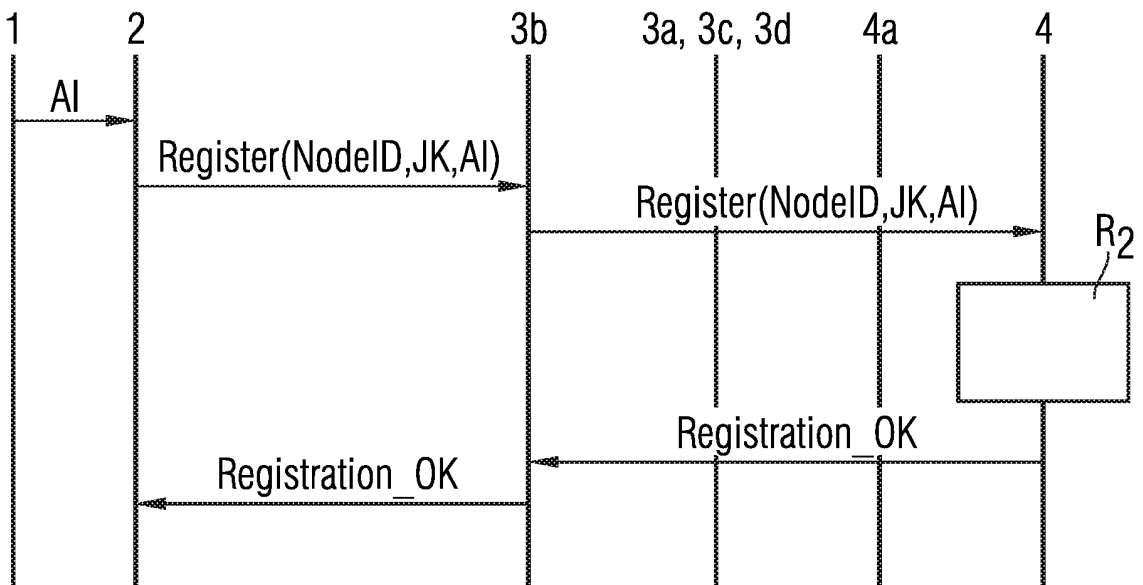 1 2 3b 3a, 3c, 3d 4a 4
AI
Register(NodeID,JK,AI)
Register(NodeID,JK,AI)
R2
Registration_OK
Registration_OK